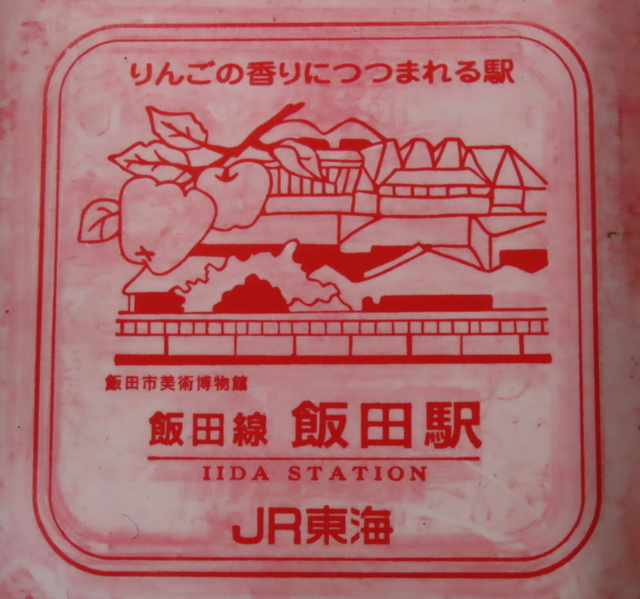 りんごの香りにつつまれる駅
飯田市美術博物館
飯田線 飯田駅
IIDA STATION
JR東海